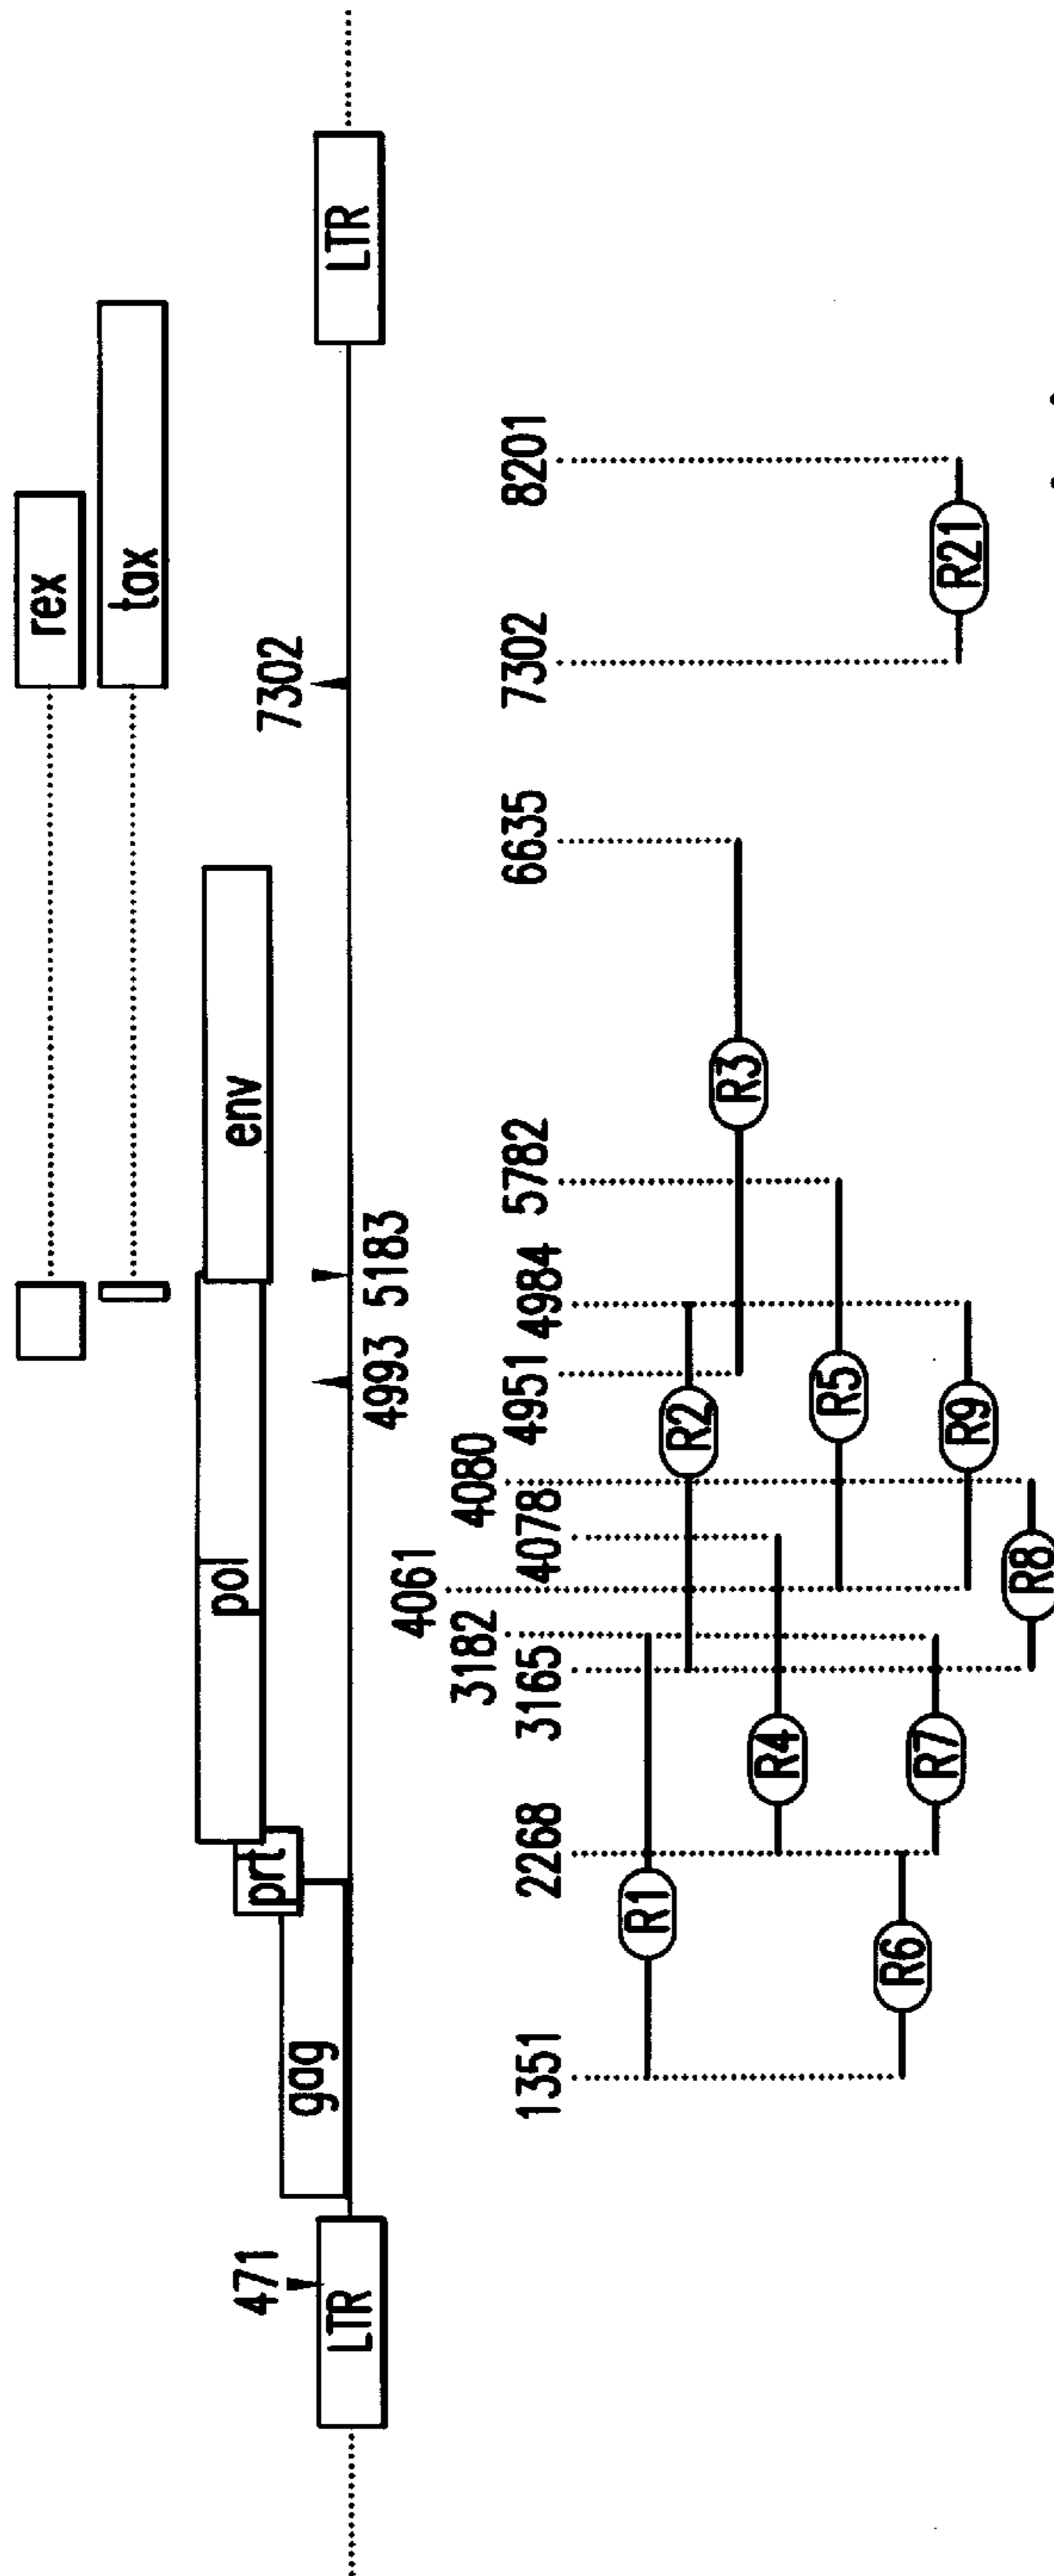 rex
tax
env
pol
prt
gag
471
LTR
4993
5183
7302
LTR
1351
2268
3165
3182
4061
4078
4080
4951
4984
5782
6635
7302
8201
R1
R2
R3
R4
R5
R6
R7
R9
R21
R8